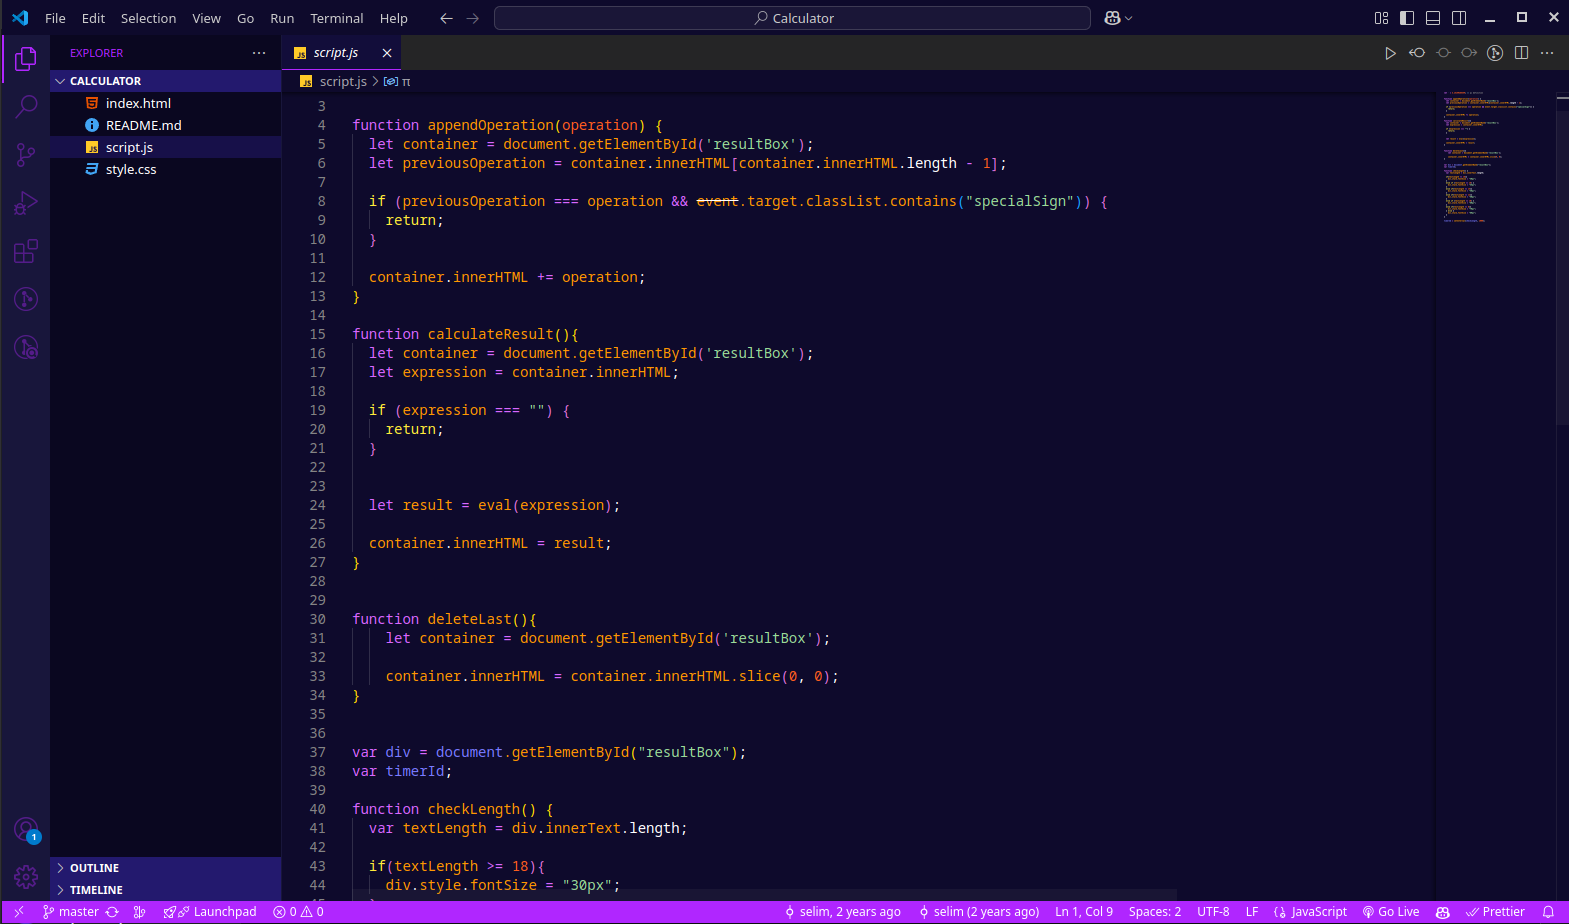 File Edit Selection View Go Run Terminal Help Calculator
EXPLORER
CALCULATOR
index.html
README.md
script.js
style.css
OUTLINE
TIMELINE
1
script.js
script.js > π
3
4 function appendOperation(operation) {
5 let container = document.getElementById('resultBox');
6 let previousOperation = container.innerHTML[container.innerHTML.length - 1];
7
8 if (previousOperation === operation && event.target.classList.contains("specialSign")) {
9 return;
10 }
11
12 container.innerHTML += operation;
13 }
14
15 function calculateResult(){
16 let container = document.getElementById('resultBox');
17 let expression = container.innerHTML;
18
19 if (expression === "") {
20 return;
21 }
22
23
24 let result = eval(expression);
25
26 container.innerHTML = result;
27 }
28
29
30 function deleteLast(){
31 let container = document.getElementById('resultBox');
32
33 container.innerHTML = container.innerHTML.slice(0, 0);
34 }
35
36
37 var div = document.getElementById("resultBox");
38 var timerId;
39
40 function checkLength() {
41 var textLength = div.innerText.length;
42
43 if(textLength >= 18){
44 div.style.fontSize = "30px";
master Launchpad 0 0 selim, 2 years ago selim (2 years ago) Ln 1, Col 9 Spaces: 2 UTF-8 LF {} JavaScript Go Live Prettier